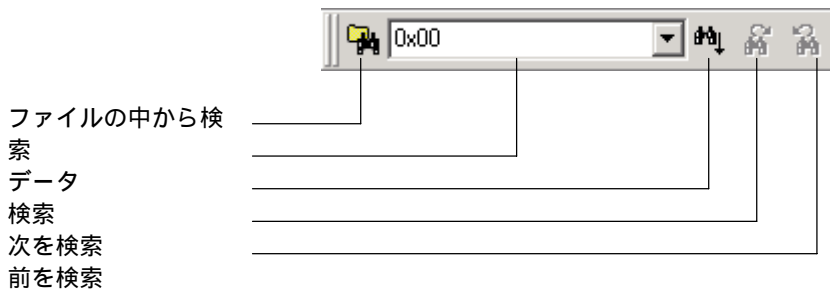 0x00
ファイルの中から検
索
データ
検索
次を検索
前を検索